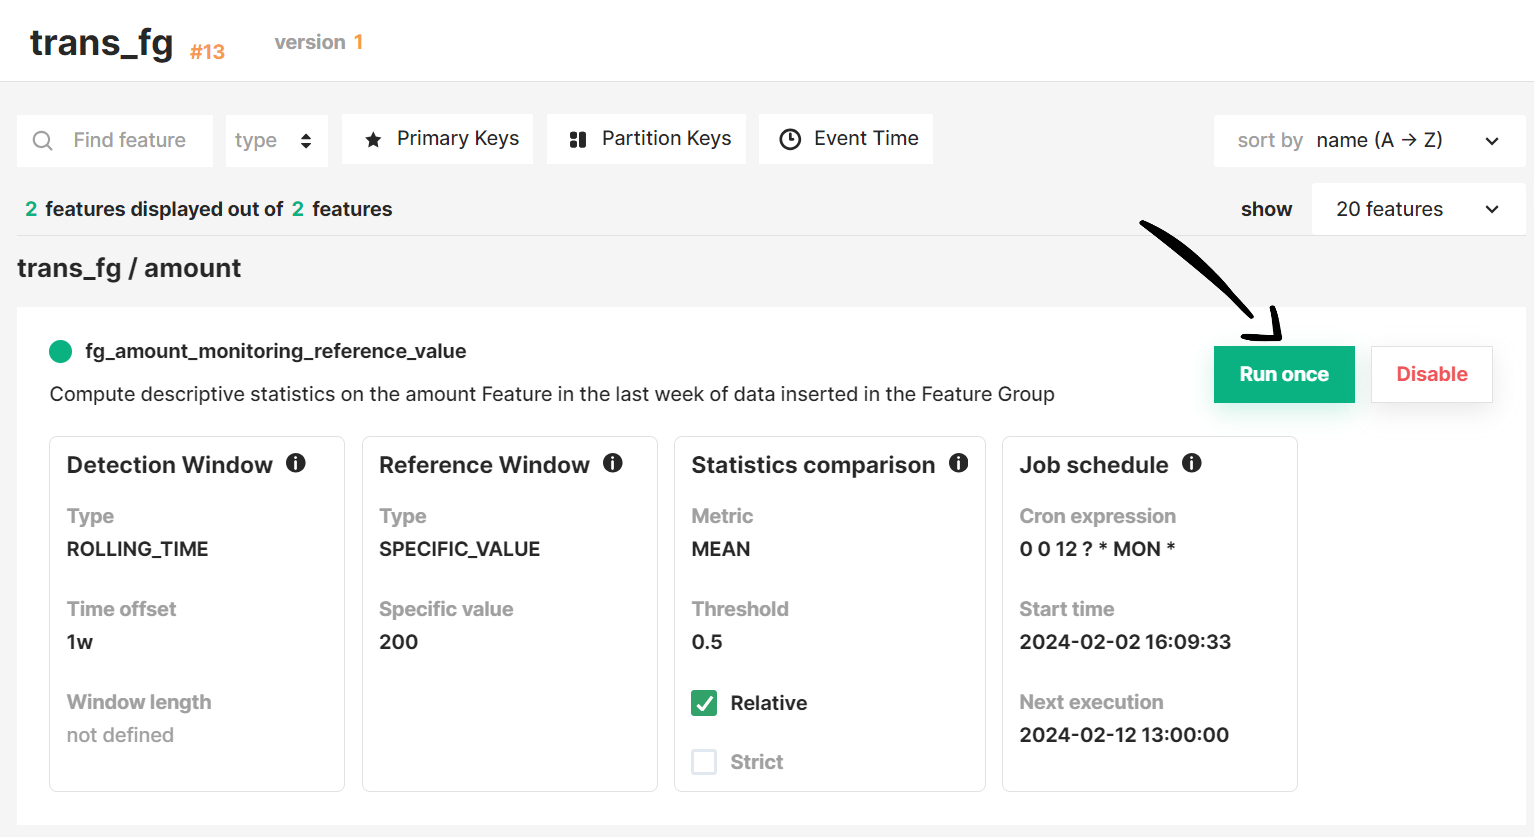 trans_fg #13 version 1
Find feature type Primary Keys Partition Keys Event Time sort by name (A → Z)
2 features displayed out of 2 features show 20 features
trans_fg / amount
fg_amount_monitoring_reference_value
Run once Disable
Compute descriptive statistics on the amount Feature in the last week of data inserted in the Feature Group
Detection Window
Type
ROLLING_TIME
Time offset
1w
Window length
not defined
Reference Window
Type
SPECIFIC_VALUE
Specific value
200
Statistics comparison
Metric
MEAN
Threshold
0.5
Relative
Strict
Job schedule
Cron expression
0 0 12 ? * MON *
Start time
2024-02-02 16:09:33
Next execution
2024-02-12 13:00:00